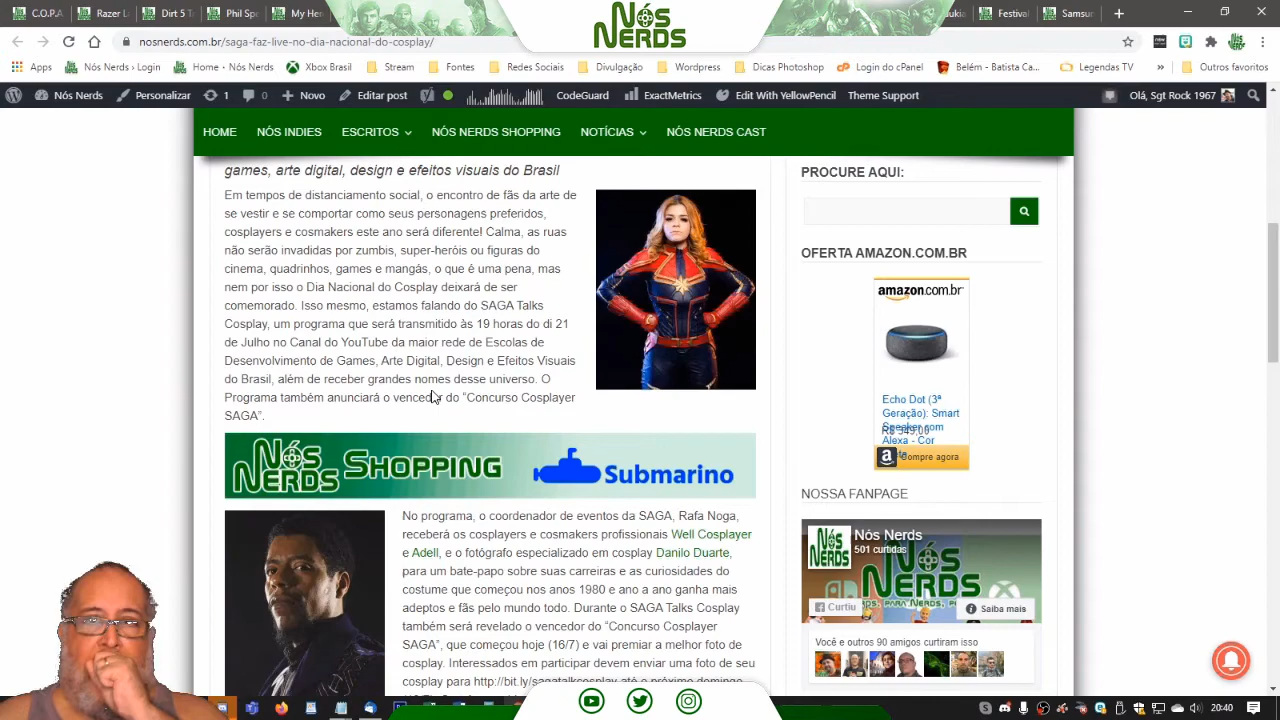 C.O.P.A
Razer
Dirt 5
Phil Sp
My He
NÓS NERDS
Festival
nosnerds.com.br/saga-faz-live-no-dia-nacional-do-cosplay/
Apps
Nós Nerds › Login
Home · Nós Nerds
Xbox Brasil
Stream
Fontes
Redes Sociais
Divulgação
Wordpress
Dicas Photoshop
Login do cPanel
Belém - Batista Ca...
Legendas TV
»
Outros favoritos
Nós Nerds
Personalizar
1
0
Novo
Editar post
CodeGuard
ExactMetrics
Edit With YellowPencil
Theme Support
Olá, Sgt Rock 1967
HOME
NÓS INDIES
ESCRITOS
NÓS NERDS SHOPPING
NOTÍCIAS
NÓS NERDS CAST
games, arte digital, design e efeitos visuais do Brasil
Em tempos de distanciamento social, o encontro de fãs da arte de
se vestir e se comportar como seus personagens preferidos,
cosplayers e cosmakers este ano será diferente! Calma, as ruas
não serão invadidas por zumbis, super-heróis ou figuras do
cinema, quadrinhos, games e mangás, o que é uma pena, mas
nem por isso o Dia Nacional do Cosplay deixará de ser
comemorado. Isso mesmo, estamos falando do SAGA Talks
Cosplay, um programa que será transmitido às 19 horas do di 21
de Julho no Canal do YouTube da maior rede de Escolas de
Desenvolvimento de Games, Arte Digital, Design e Efeitos Visuais
do Brasil, além de receber grandes nomes desse universo. O
Programa também anunciará o vencedor do “Concurso Cosplayer
SAGA”.
NÓS NERDS SHOPPING Submarino
No programa, o coordenador de eventos da SAGA, Rafa Noga,
receberá os cosplayers e cosmakers profissionais Well Cosplayer
e Adell, e o fotógrafo especializado em cosplay Danilo Duarte,
para um bate-papo sobre suas carreiras e as curiosidades do
costume que começou nos anos 1980 e ano a ano ganha mais
adeptos e fãs pelo mundo todo. Durante o SAGA Talks Cosplay
também será revelado o vencedor do “Concurso Cosplayer
SAGA”, que começou hoje (16/7) e vai premiar a melhor foto de
cosplay. Interessados em participar devem enviar uma foto de seu
cosplay para http://bit.ly/sagatalkcosplay até o próximo domingo
PROCURE AQUI:
OFERTA AMAZON.COM.BR
amazon.com.br
Echo Dot (3ª
Geração): Smart
Speaker com
R$ 349,00
Alexa - Cor
Compre agora
NOSSA FANPAGE
NÓS NERDS
Nós Nerds
501 curtidas
NÓS NERDS
Curtiu
Saiba mais
Você e outros 90 amigos curtiram isso
20:40